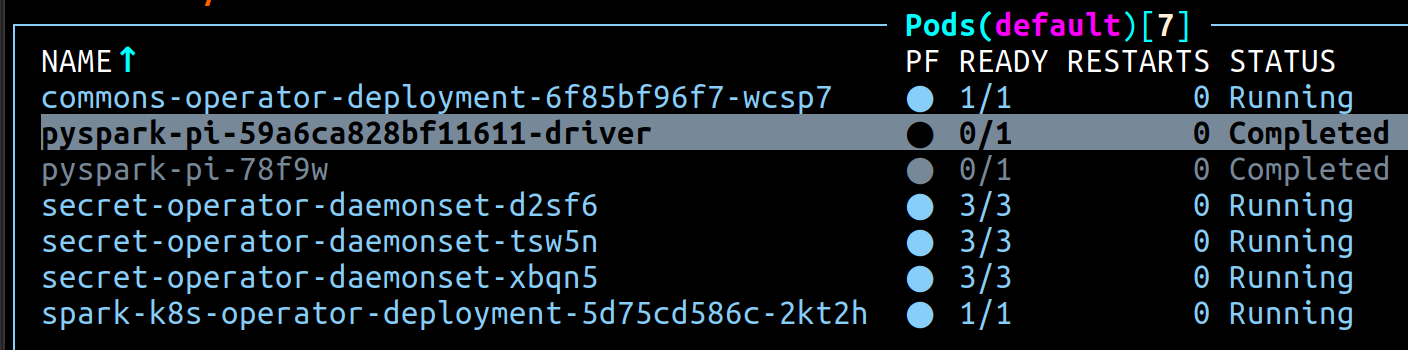 Pods(default)[7]
NAME↑ PF READY RESTARTS STATUS
commons-operator-deployment-6f85bf96f7-wcsp7 ● 1/1 0 Running
pyspark-pi-59a6ca828bf11611-driver ● 0/1 0 Completed
pyspark-pi-78f9w ● 0/1 0 Completed
secret-operator-daemonset-d2sf6 ● 3/3 0 Running
secret-operator-daemonset-tsw5n ● 3/3 0 Running
secret-operator-daemonset-xbqn5 ● 3/3 0 Running
spark-k8s-operator-deployment-5d75cd586c-2kt2h ● 1/1 0 Running